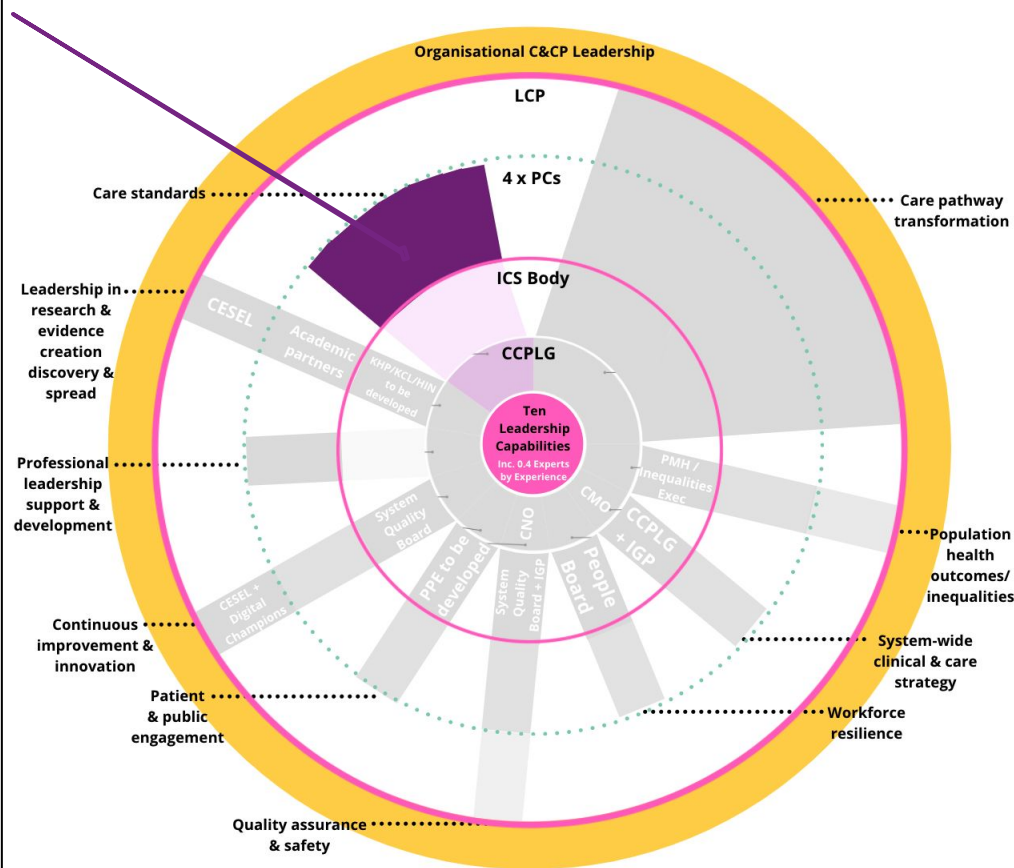 Organisational C&CP Leadership
LCP
4 x PCs
ICS Body
CCPLG
Ten
Leadership
Capabilities
Inc. 0.4 Experts
by Experience
Care standards
Leadership in
research &
evidence
creation
discovery &
spread
CESEL
Academic
partners
KHP/KCL/HIN
to be
developed
Professional
leadership
support &
development
Continuous
improvement &
innovation
CESEL +
Digital
Champions
System
Quality
Board
Patient
& public
engagement
PPE to be
developed
Quality assurance
& safety
CNO
System
Quality
Board + IGP
People
Board
Workforce
resilience
CMO
CCPLG
+ IGP
System-wide
clinical & care
strategy
PMH /
Inequalities
Exec
Population
health
outcomes/
inequalities
Care pathway
transformation